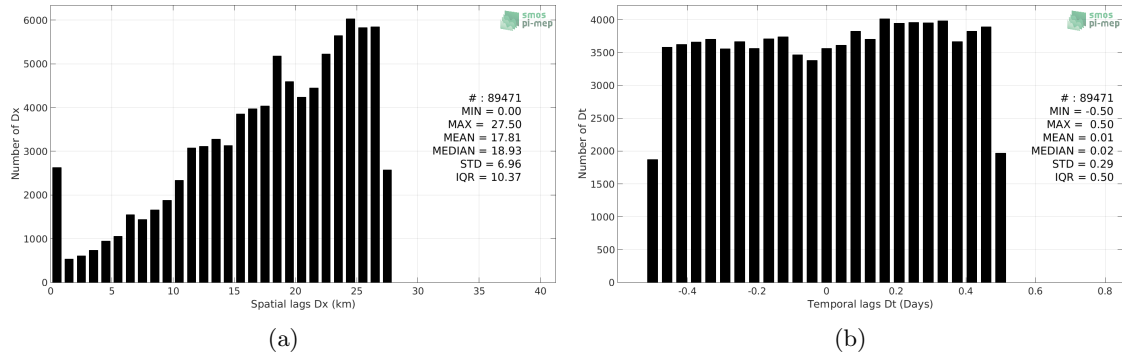 smos
pi-mep
6000
5000
4000
3000
2000
1000
0
Number of Dx
# : 89471
MIN = 0.00
MAX = 27.50
MEAN = 17.81
MEDIAN = 18.93
STD = 6.96
IQR = 10.37
0 5 10 15 20 25 30 35 40
Spatial lags Dx (km)
(a)
smos
pi-mep
4000
3500
3000
2500
2000
1500
1000
500
0
Number of Dt
# : 89471
MIN = -0.50
MAX = 0.50
MEAN = 0.01
MEDIAN = 0.02
STD = 0.29
IQR = 0.50
-0.4 -0.2 0 0.2 0.4 0.6 0.8
Temporal lags Dt (Days)
(b)